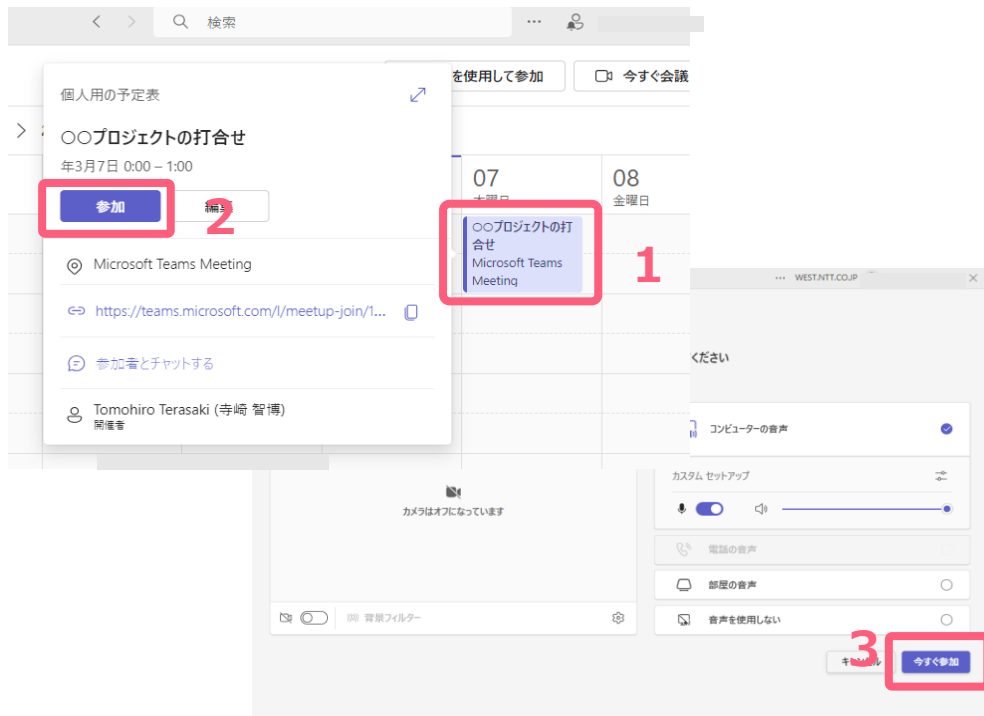 検索
を使用して参加
今すぐ会議
個人用の予定表
○○プロジェクトの打合せ
年3月7日 0:00 – 1:00
参加
編集
2
07
木曜日
08
金曜日
○○プロジェクトの打
合せ
Microsoft Teams
Meeting
1
Microsoft Teams Meeting
https://teams.microsoft.com/l/meetup-join/1...
参加者とチャットする
Tomohiro Terasaki (寺崎 智博)
開催者
WEST.NTT.CO.JP
ください
コンピューターの音声
カスタム セットアップ
カメラはオフになっています
電話の音声
部屋の音声
背景フィルター
音声を使用しない
3
キャンセル
今すぐ参加